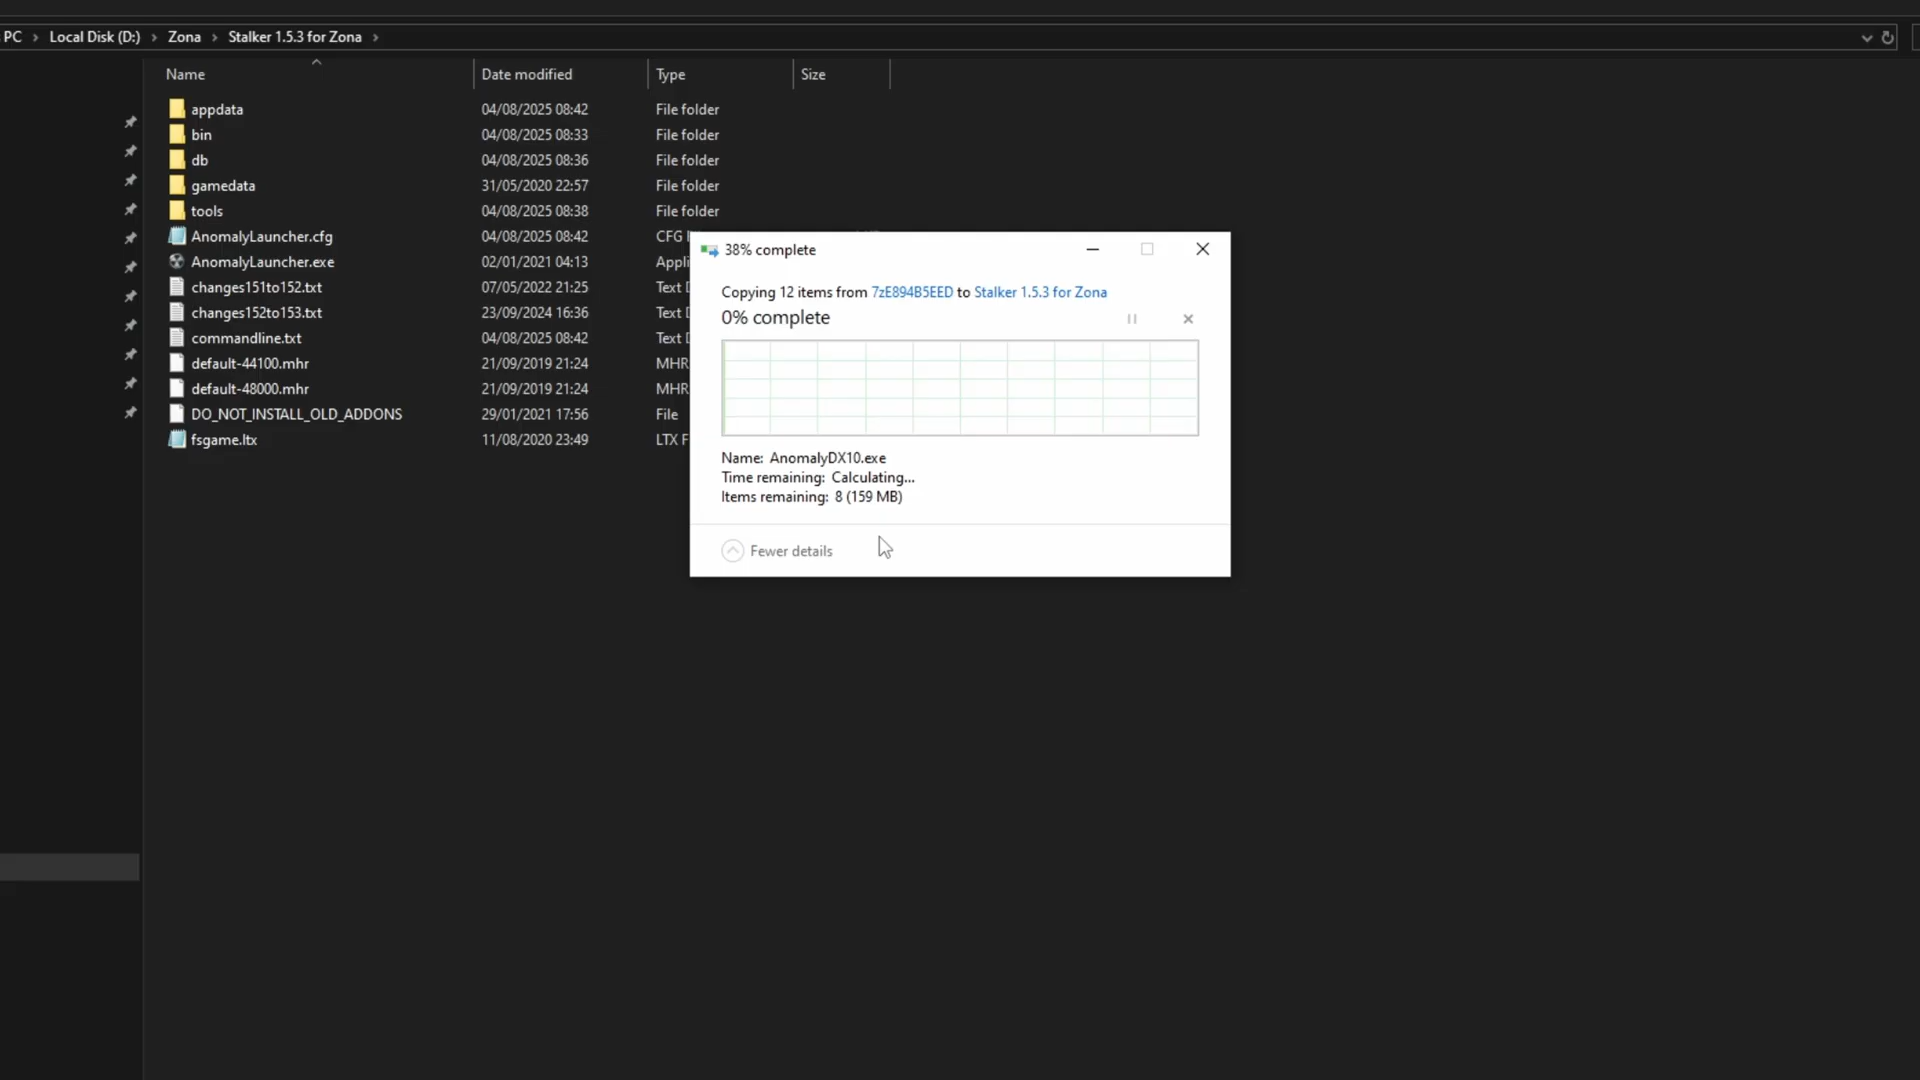 PC > Local Disk (D:) > Zona > Stalker 1.5.3 for Zona >
Name Date modified Type Size
appdata 04/08/2025 08:42 File folder
bin 04/08/2025 08:33 File folder
db 04/08/2025 08:36 File folder
gamedata 31/05/2020 22:57 File folder
tools 04/08/2025 08:38 File folder
AnomalyLauncher.cfg 04/08/2025 08:42 CFG
AnomalyLauncher.exe 02/01/2021 04:13 Appli
changes151to152.txt 07/05/2022 21:25 Text
changes152to153.txt 23/09/2024 16:36 Text
commandline.txt 04/08/2025 08:42 Text
default-44100.mhr 21/09/2019 21:24 MHR
default-48000.mhr 21/09/2019 21:24 MHR
DO_NOT_INSTALL_OLD_ADDONS 29/01/2021 17:56 File
fsgame.ltx 11/08/2020 23:49 LTX F
38% complete
Copying 12 items from 7zE894B5EED to Stalker 1.5.3 for Zona
0% complete
Name: AnomalyDX10.exe
Time remaining: Calculating...
Items remaining: 8 (159 MB)
Fewer details